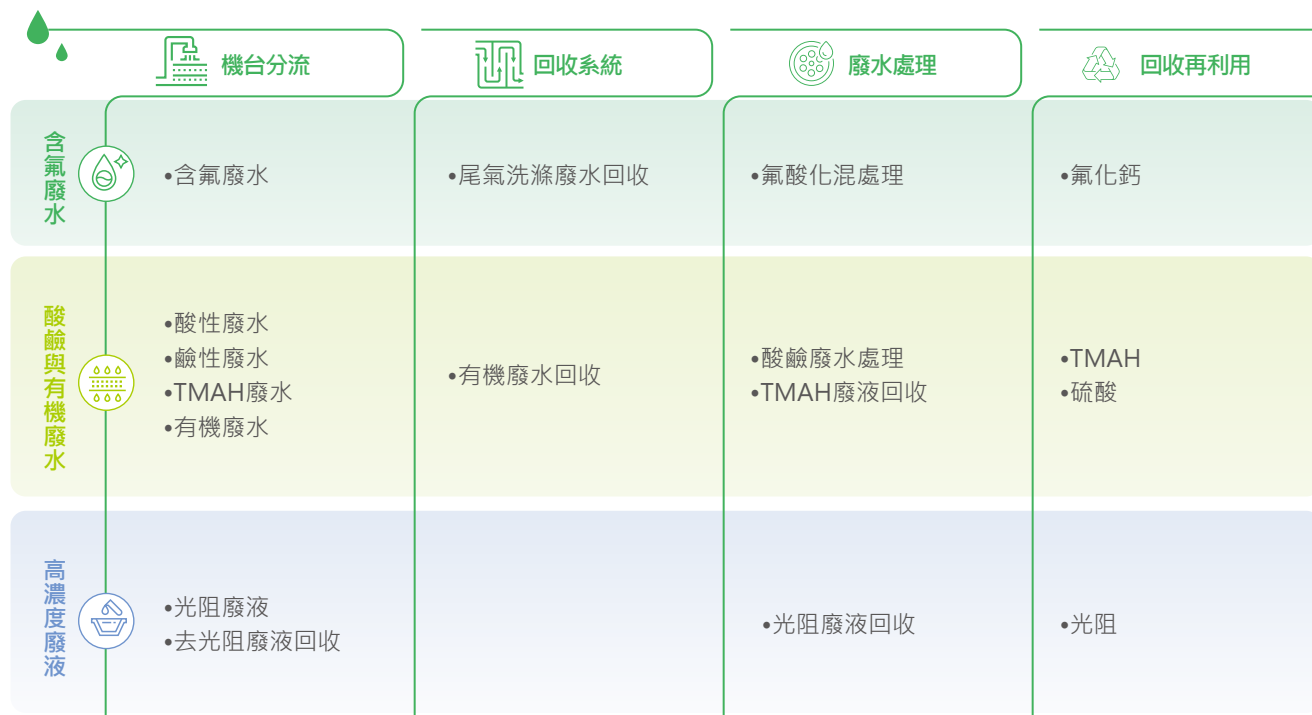 機台分流
回收系統
廢水處理
回收再利用
含氟廢水
•含氟廢水
•尾氣洗滌廢水回收
•氟酸化混處理
•氟化鈣
酸鹼與有機廢水
•酸性廢水
•鹼性廢水
•TMAH廢水
•有機廢水
•有機廢水回收
•酸鹼廢水處理
•TMAH廢液回收
•TMAH
•硫酸
高濃度廢液
•光阻廢液
•去光阻廢液回收
•光阻廢液回收
•光阻